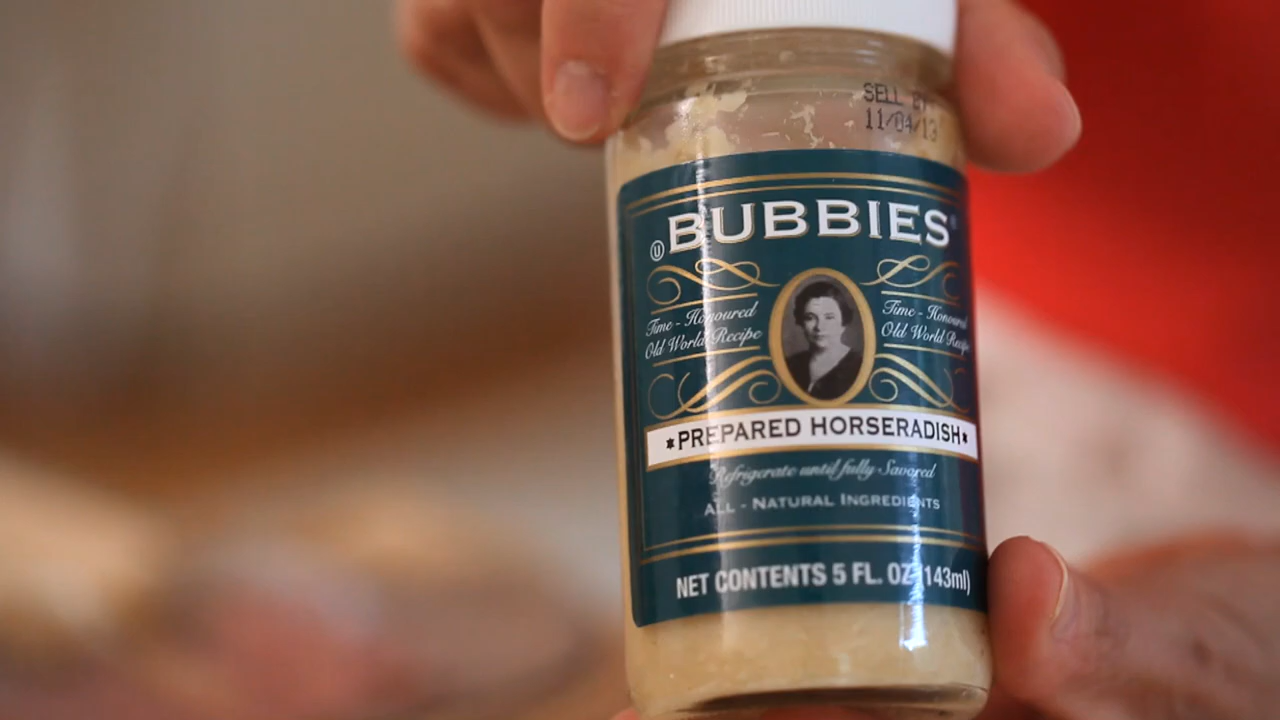 SELL BY
11/04/13
Ⓤ BUBBIES®
Time - Honoured
Old World Recipe
Time - Honoured
Old World Recipe
PREPARED HORSERADISH
Refrigerate until fully Savored
ALL - NATURAL INGREDIENTS
NET CONTENTS 5 FL. OZ (143ml)